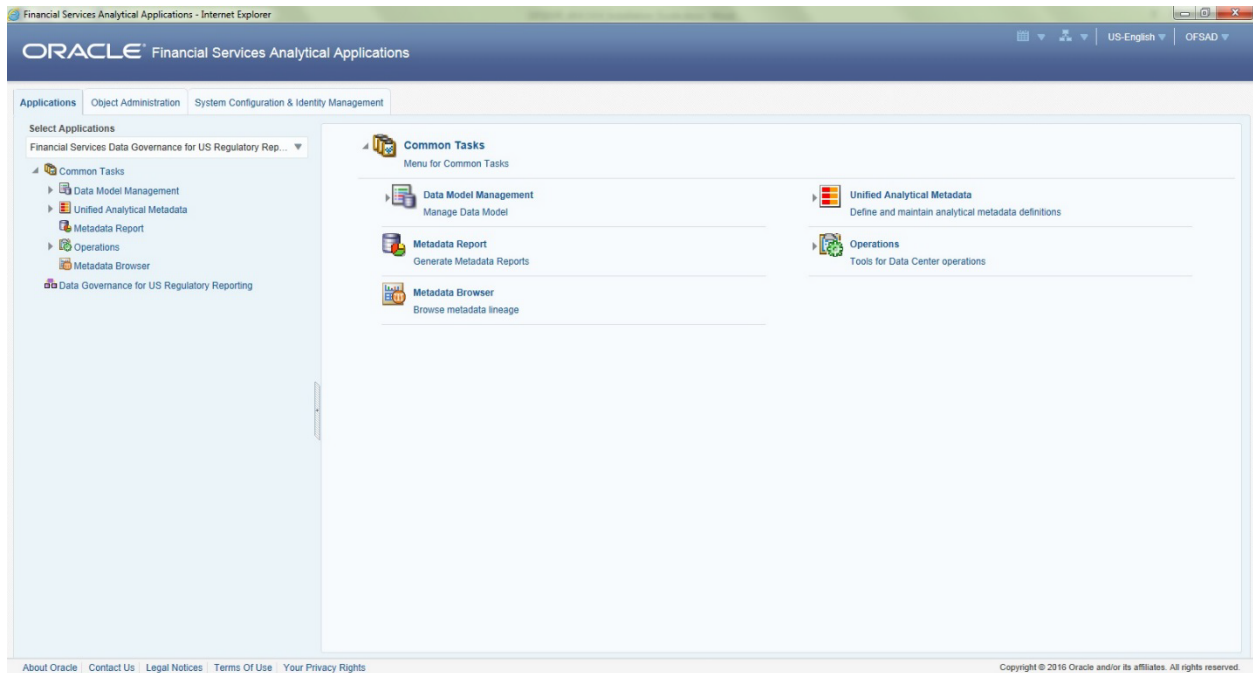 Financial Services Analytical Applications - Internet Explorer
ORACLE® Financial Services Analytical Applications
US-English
OFSAD
Applications
Object Administration
System Configuration & Identity Management
Select Applications
Financial Services Data Governance for US Regulatory Rep...
Common Tasks
Data Model Management
Unified Analytical Metadata
Metadata Report
Operations
Metadata Browser
Data Governance for US Regulatory Reporting
Common Tasks
Menu for Common Tasks
Data Model Management
Manage Data Model
Unified Analytical Metadata
Define and maintain analytical metadata definitions
Metadata Report
Generate Metadata Reports
Operations
Tools for Data Center operations
Metadata Browser
Browse metadata lineage
About Oracle
Contact Us
Legal Notices
Terms Of Use
Your Privacy Rights
Copyright © 2016 Oracle and/or its affiliates. All rights reserved.